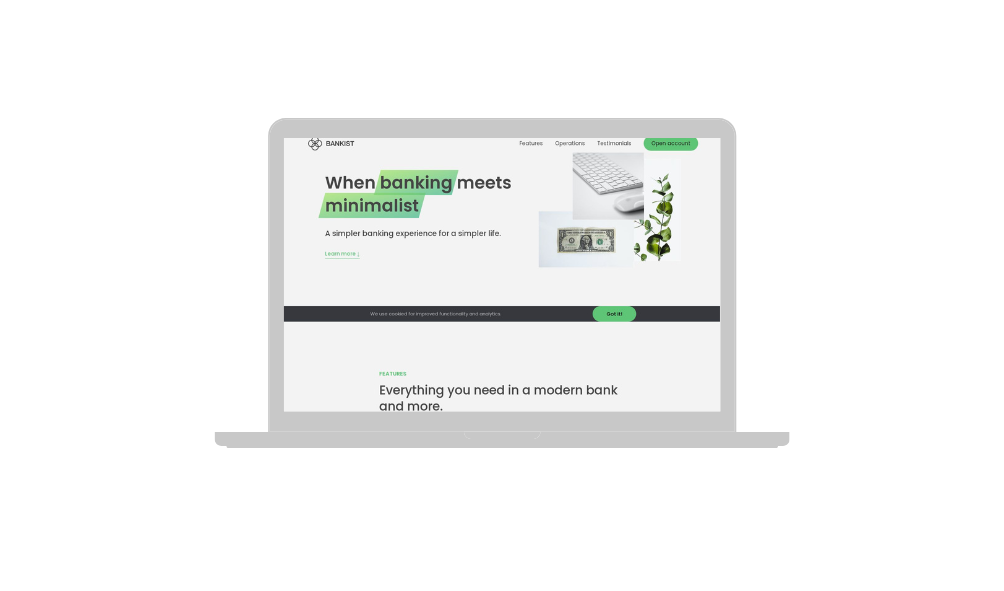 BANKIST
Features
Operations
Testimonials
Open account
When banking meets
minimalist
A simpler banking experience for a simpler life.
Learn more ↓
We use cookied for improved functionality and analytics.
Got it!
FEATURES
Everything you need in a modern bank
and more.